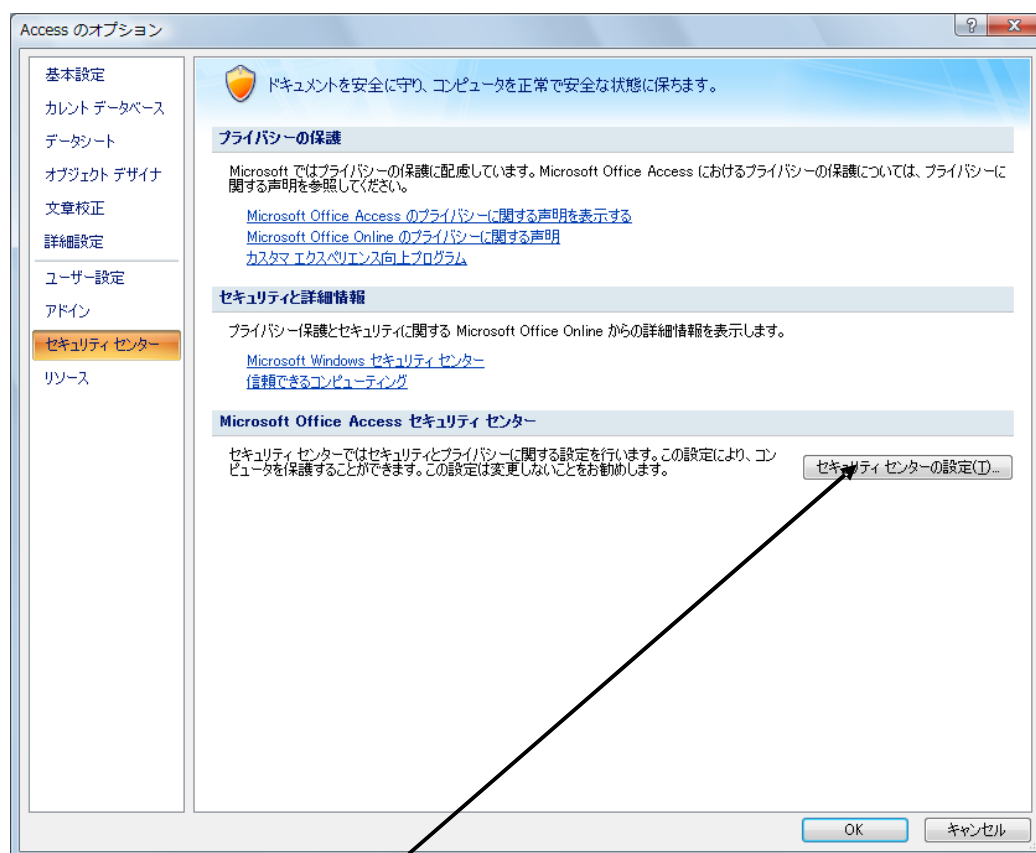 Access のオプション
基本設定
カレント データベース
データシート
オブジェクト デザイナ
文章校正
詳細設定
ユーザー設定
アドイン
セキュリティ センター
リソース
ドキュメントを安全に守り、コンピュータを正常で安全な状態に保ちます。
プライバシーの保護
Microsoft ではプライバシーの保護に配慮しています。Microsoft Office Access におけるプライバシーの保護については、プライバシーに
関する声明を参照してください。
Microsoft Office Access のプライバシーに関する声明を表示する
Microsoft Office Online のプライバシーに関する声明
カスタマ エクスペリエンス向上プログラム
セキュリティと詳細情報
プライバシー保護とセキュリティに関する Microsoft Office Online からの詳細情報を表示します。
Microsoft Windows セキュリティ センター
信頼できるコンピューティング
Microsoft Office Access セキュリティ センター
セキュリティ センターではセキュリティとプライバシーに関する設定を行います。この設定により、コン
ピュータを保護することができます。この設定は変更しないことをお勧めします。
セキュリティ センターの設定(T)...
OK
キャンセル